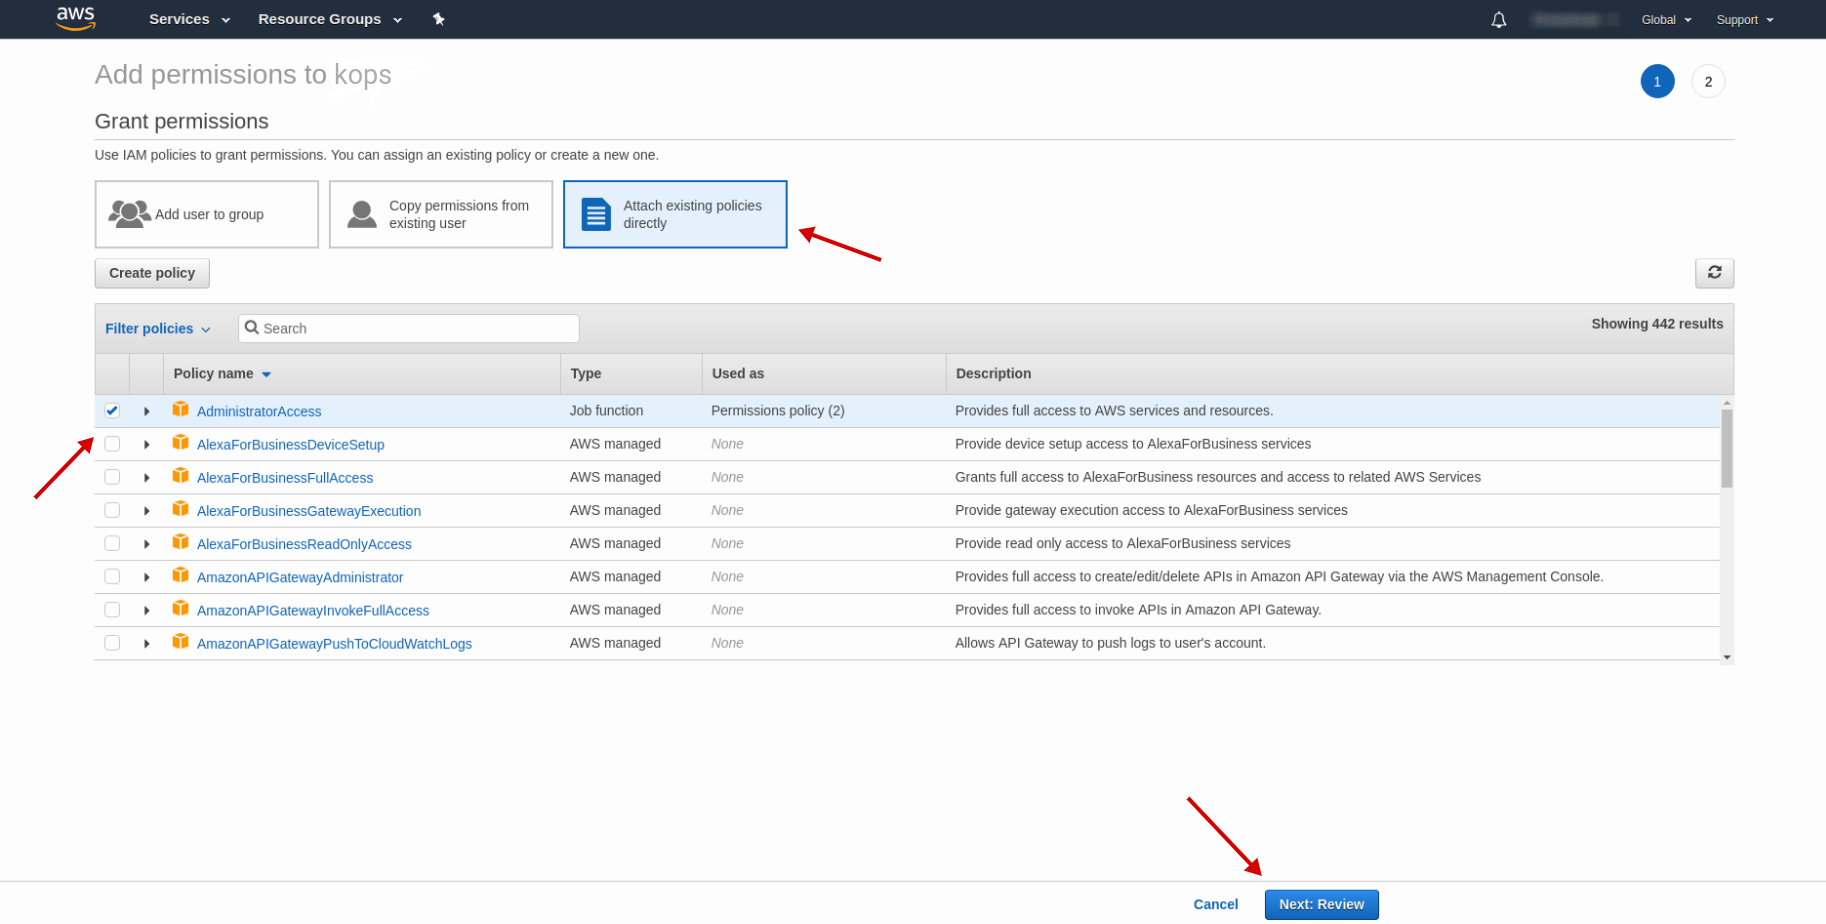 aws Services Resource Groups Global Support
Add permissions to kops
1 2
Grant permissions
Use IAM policies to grant permissions. You can assign an existing policy or create a new one.
Add user to group
Copy permissions from
existing user
Attach existing policies
directly
Create policy
Filter policies Search Showing 442 results
Policy name Type Used as Description
AdministratorAccess Job function Permissions policy (2) Provides full access to AWS services and resources.
AlexaForBusinessDeviceSetup AWS managed None Provide device setup access to AlexaForBusiness services
AlexaForBusinessFullAccess AWS managed None Grants full access to AlexaForBusiness resources and access to related AWS Services
AlexaForBusinessGatewayExecution AWS managed None Provide gateway execution access to AlexaForBusiness services
AlexaForBusinessReadOnlyAccess AWS managed None Provide read only access to AlexaForBusiness services
AmazonAPIGatewayAdministrator AWS managed None Provides full access to create/edit/delete APIs in Amazon API Gateway via the AWS Management Console.
AmazonAPIGatewayInvokeFullAccess AWS managed None Provides full access to invoke APIs in Amazon API Gateway.
AmazonAPIGatewayPushToCloudWatchLogs AWS managed None Allows API Gateway to push logs to user's account.
Cancel Next: Review